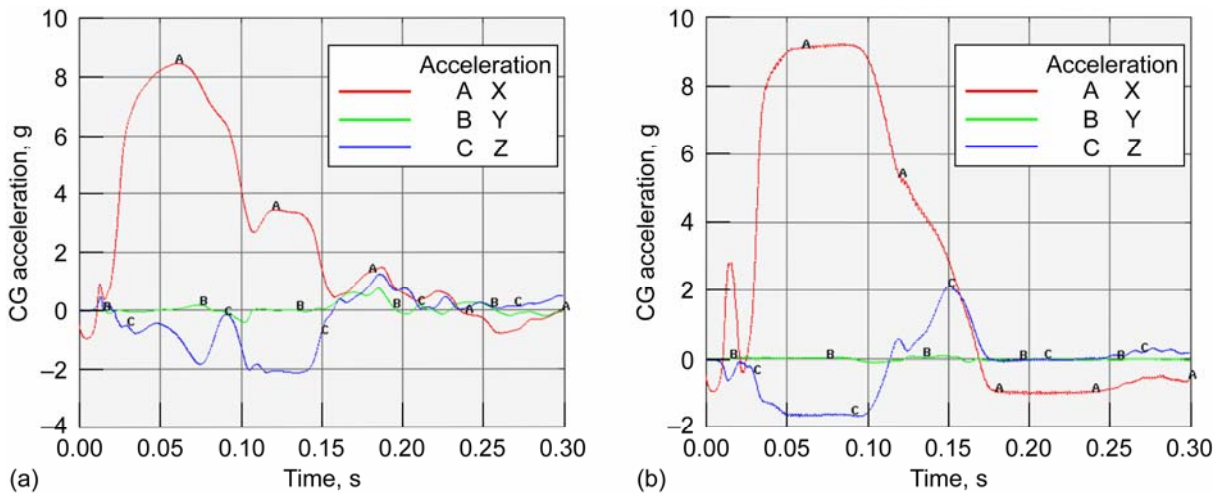 10
8
6
4
2
0
−2
−4
CG acceleration, g
Acceleration
A X
B Y
C Z
A
A
A
A
A
B
B
B
B
B
C
C
C
C
C
0.00 0.05 0.10 0.15 0.20 0.25 0.30
Time, s
(a)
10
8
6
4
2
0
−2
CG acceleration, g
Acceleration
A X
B Y
C Z
A
A
A
A
A
B
B
B
B
B
C
C
C
C
C
0.00 0.05 0.10 0.15 0.20 0.25 0.30
Time, s
(b)